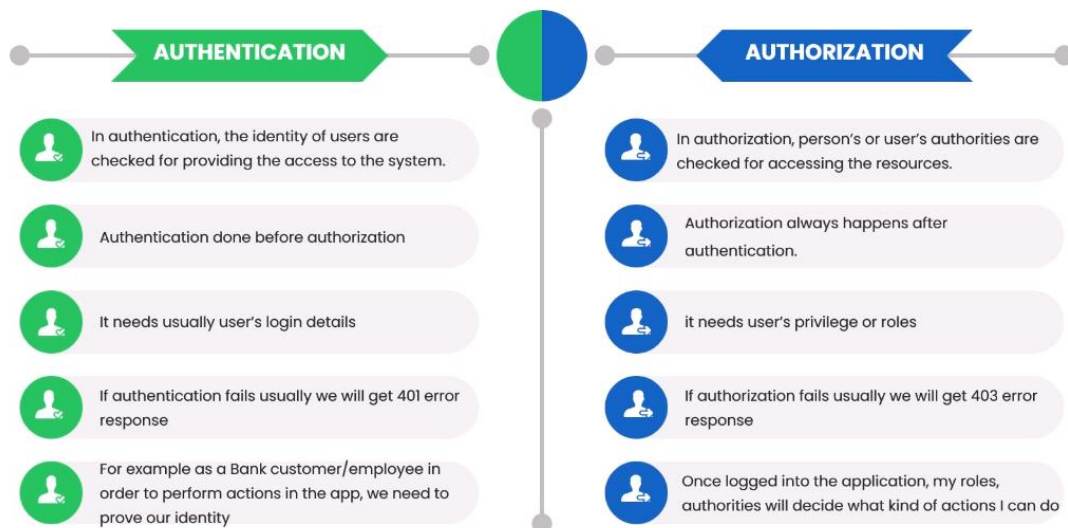 AUTHENTICATION
In authentication, the identity of users are
checked for providing the access to the system.
Authentication done before authorization
It needs usually user's login details
If authentication fails usually we will get 401 error
response
For example as a Bank customer/employee in
order to perform actions in the app, we need to
prove our identity
AUTHORIZATION
In authorization, person's or user's authorities are
checked for accessing the resources.
Authorization always happens after
authentication.
it needs user's privilege or roles
If authorization fails usually we will get 403 error
response
Once logged into the application, my roles,
authorities will decide what kind of actions I can do